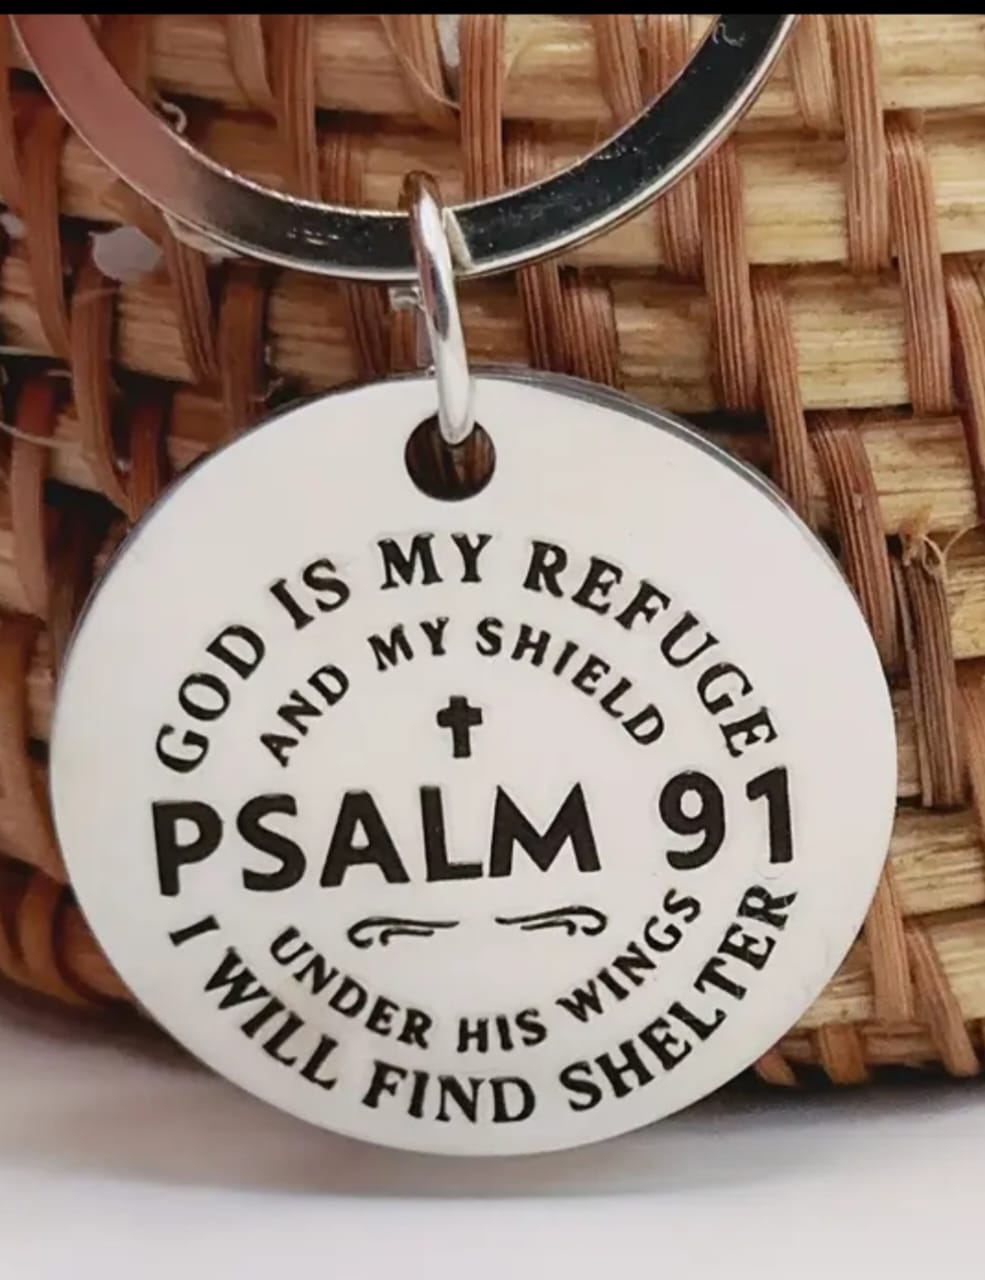 GOD IS MY REFUGE
AND MY SHIELD
PSALM 91
UNDER HIS WINGS
I WILL FIND SHELTER